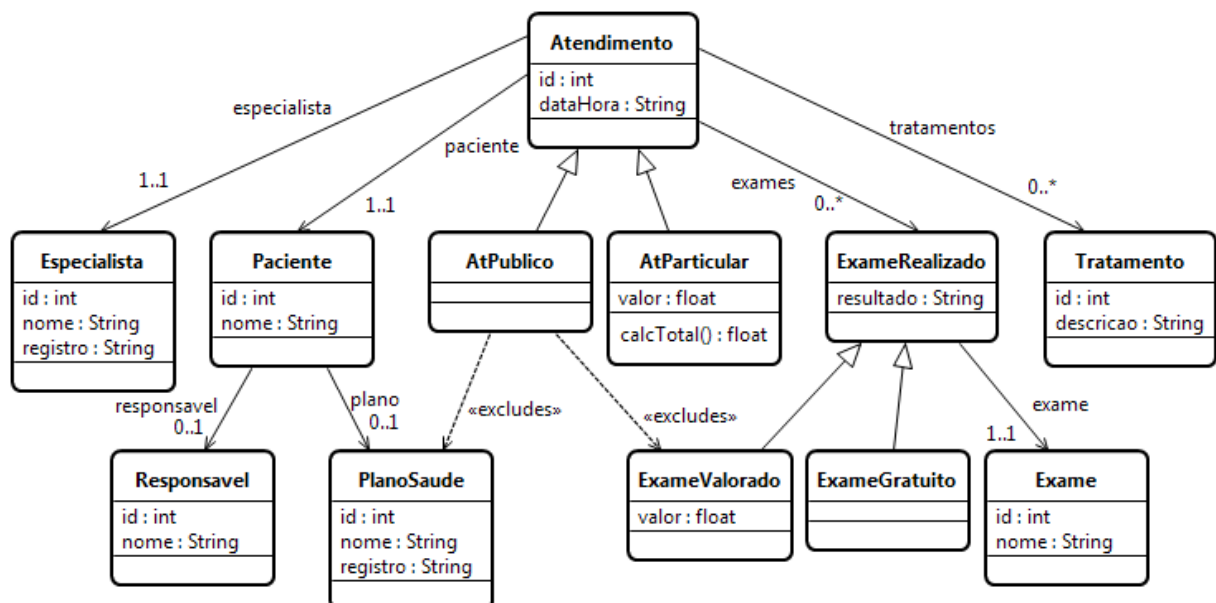 Atendimento
id : int
dataHora : String
especialista
paciente
exames
tratamentos
1..1
1..1
0..*
0..*
Especialista
id : int
nome : String
registro : String
Paciente
id : int
nome : String
AtPublico
AtParticular
valor : float
calcTotal() : float
ExameRealizado
resultado : String
Tratamento
id : int
descricao : String
responsavel
0..1
plano
0..1
«excludes»
«excludes»
exame
1..1
Responsavel
id : int
nome : String
PlanoSaude
id : int
nome : String
registro : String
ExameValorado
valor : float
ExameGratuito
Exame
id : int
nome : String